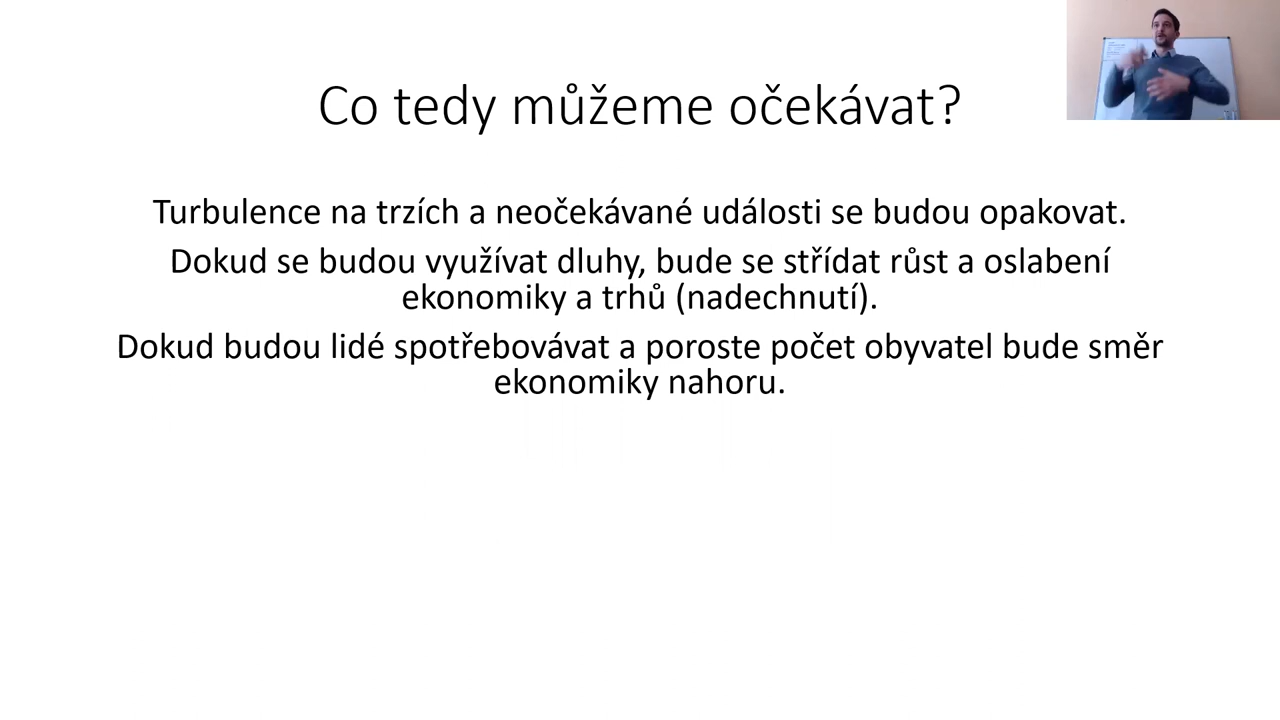 Co tedy můžeme očekávat?
Turbulence na trzích a neočekávané události se budou opakovat.
Dokud se budou využívat dluhy, bude se střídat růst a oslabení
ekonomiky a trhů (nadechnutí).
Dokud budou lidé spotřebovávat a poroste počet obyvatel bude směr
ekonomiky nahoru.